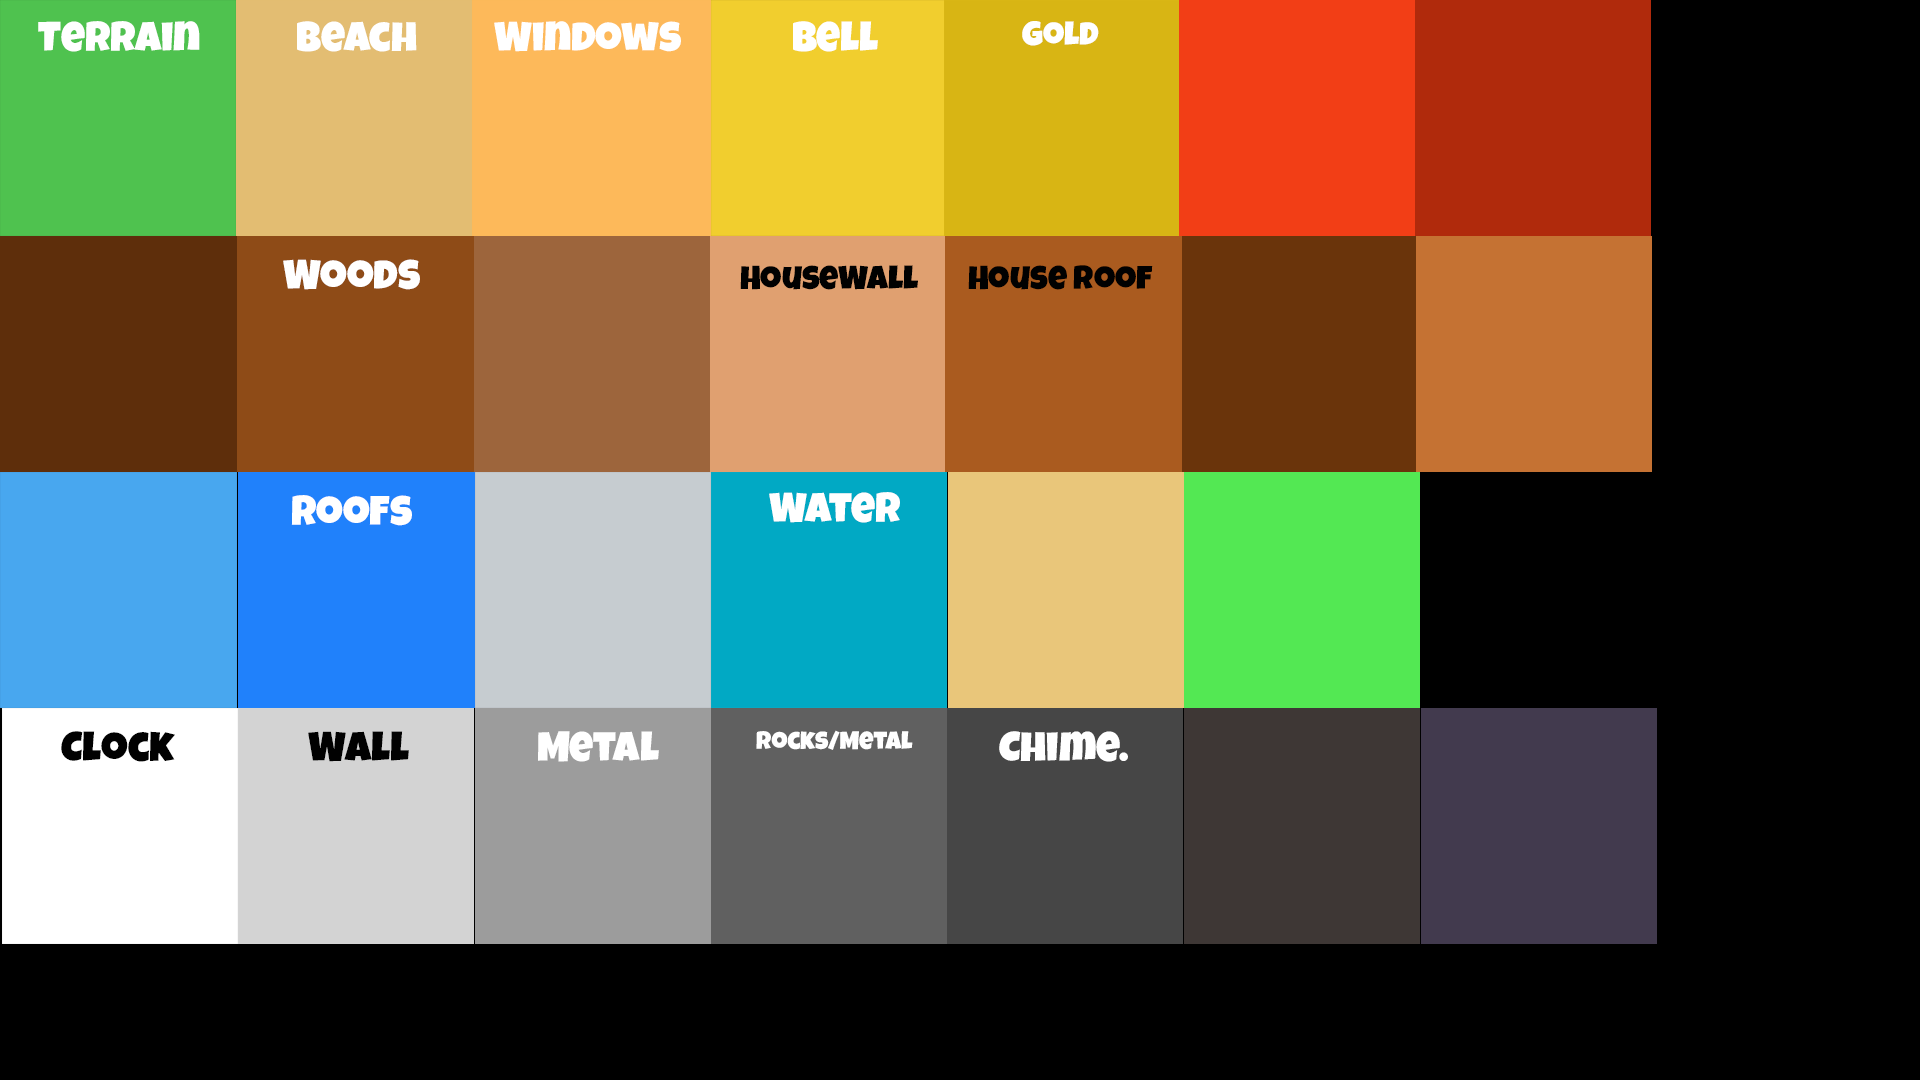 TERRAIN
BEACH
WINDOWS
BELL
GOLD
WOODS
HOUSEWALL
HOUSE ROOF
ROOFS
WATER
CLOCK
WALL
METAL
ROCKS/METAL
CHIME.